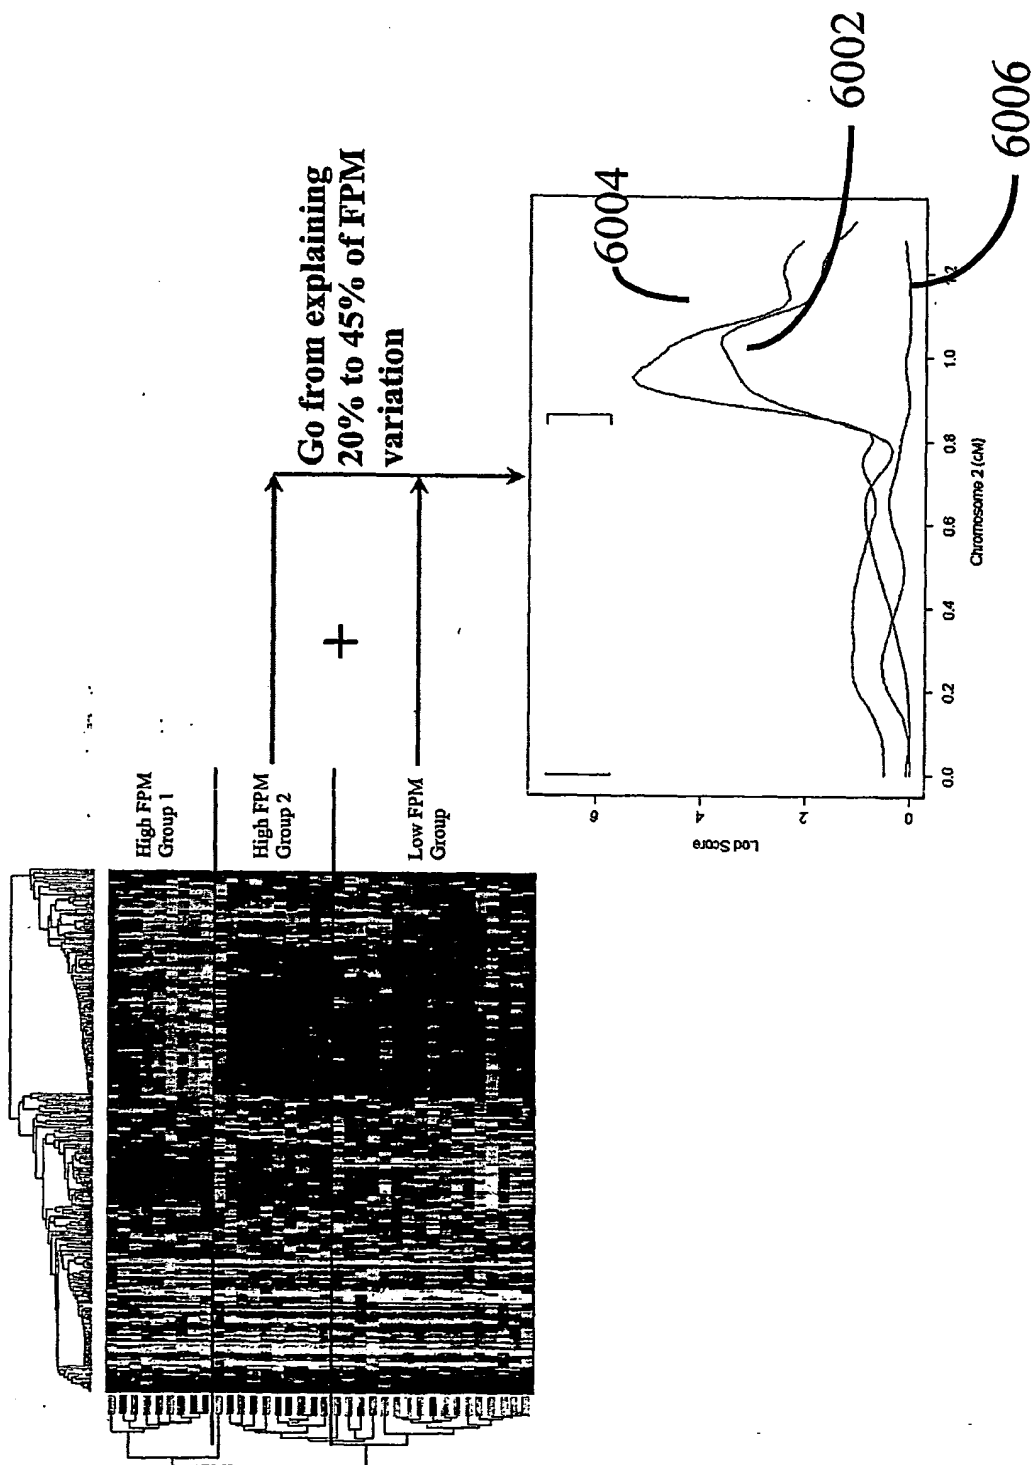 High FPM
Group 1
High FPM
Group 2
Low FPM
Group
+
Go from explaining
20% to 45% of FPM
variation
6004
6002
6006
Lod Score
6
4
2
0
0.0
0.2
0.4
0.6
0.8
1.0
1.2
Chromosome 2 (cM)